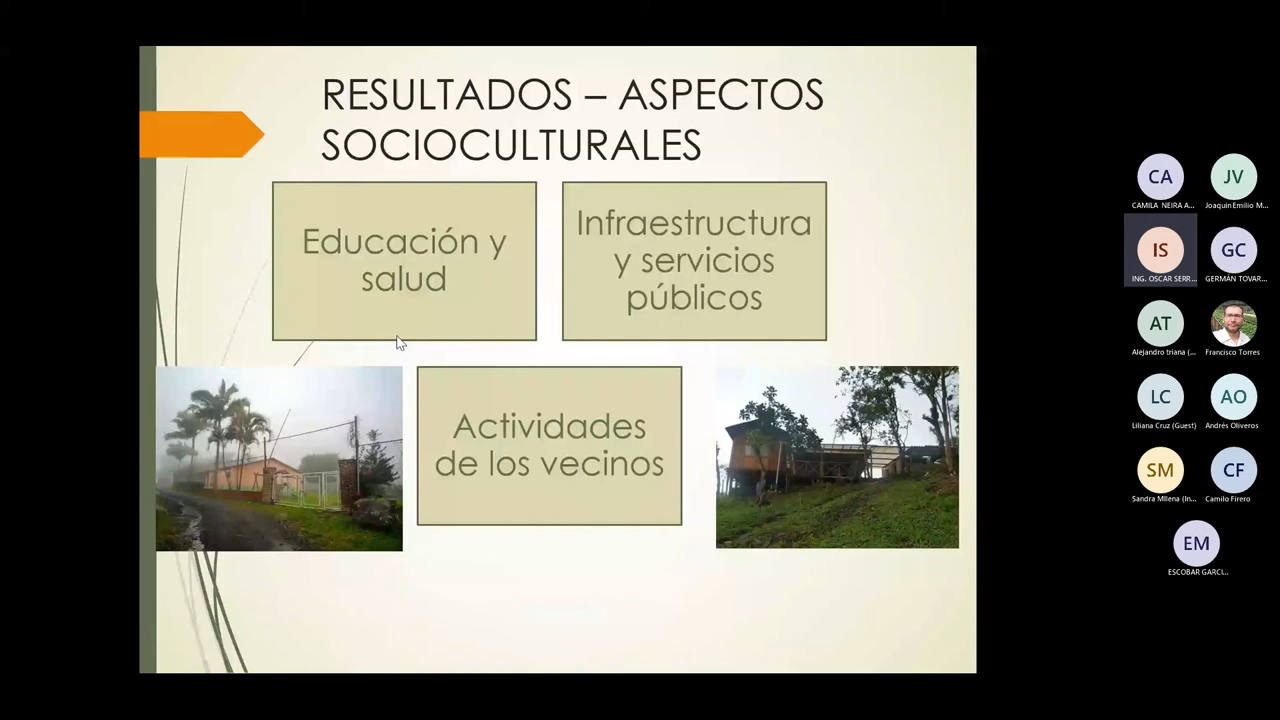 RESULTADOS – ASPECTOS
SOCIOCULTURALES
Educación y
salud
Infraestructura
y servicios
públicos
Actividades
de los vecinos
CA
CAMILA NEIRA A...
JV
Joaquin Emilio M...
IS
ING. OSCAR SERR...
GC
GERMÁN TOVAR...
AT
Alejandro triana (...
Francisco Torres
LC
Liliana Cruz (Guest)
AO
Andrés Oliveros
SM
Sandra MIlena (In...
CF
Camilo Firero
EM
ESCOBAR GARCI...